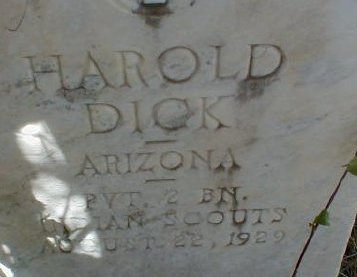 HAROLD
DICK
ARIZONA
PVT. 2 BN.
INDIAN SCOUTS
AUGUST 22, 1929